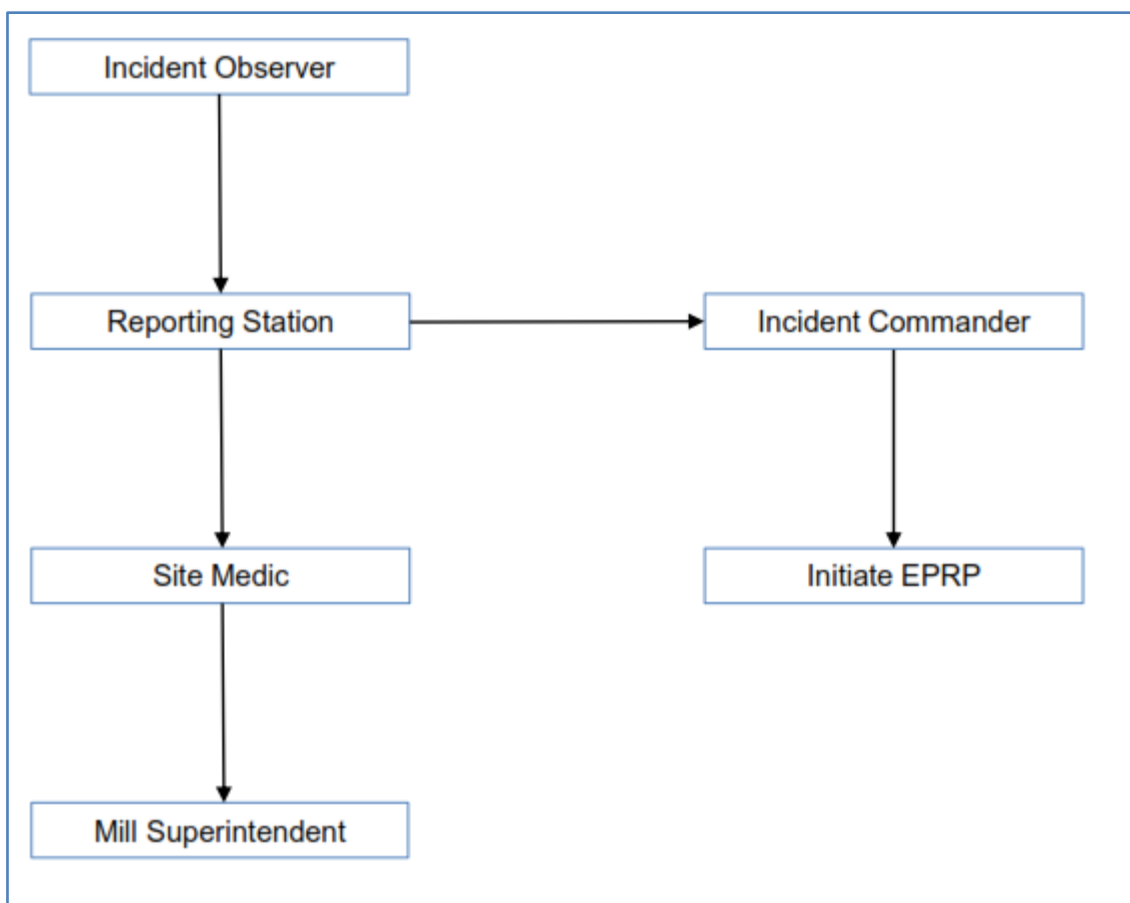 Incident Observer
Reporting Station
Incident Commander
Site Medic
Initiate EPRP
Mill Superintendent